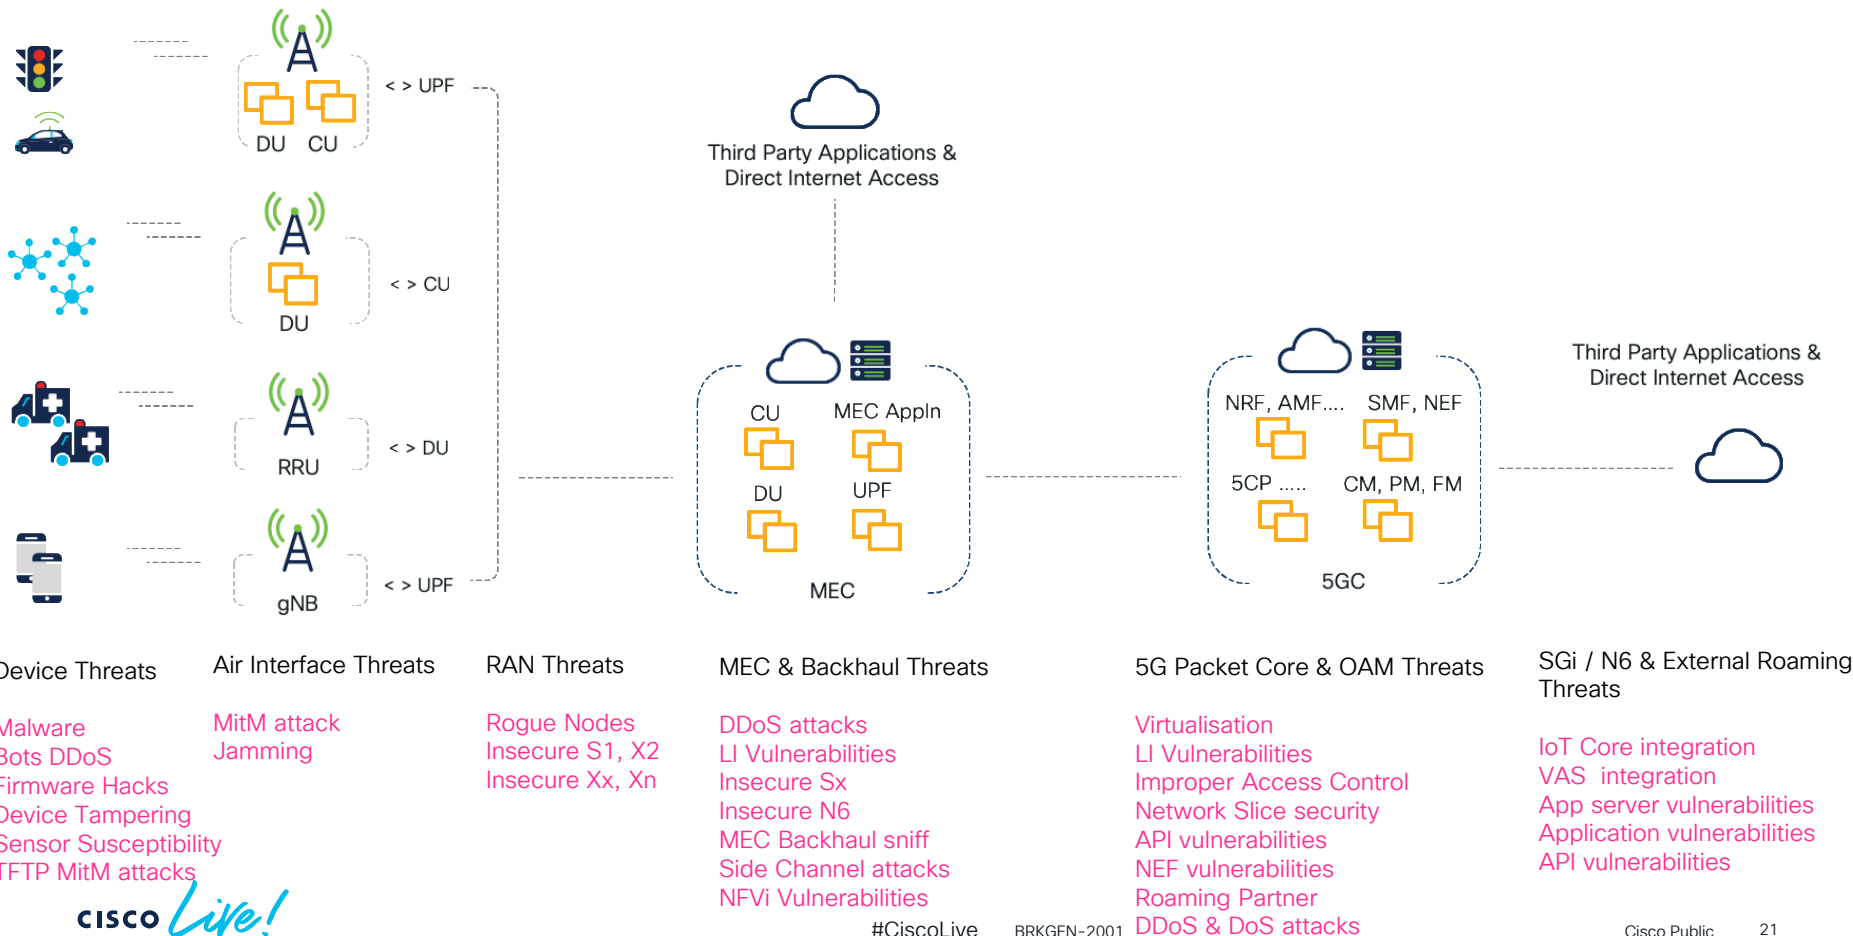 < > UPF
DU CU
Third Party Applications &
Direct Internet Access
< > CU
DU
< > DU
RRU
< > UPF
gNB
CU MEC Appln
DU UPF
MEC
NRF, AMF.... SMF, NEF
5CP ..... CM, PM, FM
5GC
Third Party Applications &
Direct Internet Access
Device Threats
Malware
Bots DDoS
Firmware Hacks
Device Tampering
Sensor Susceptibility
TFTP MitM attacks
Air Interface Threats
MitM attack
Jamming
RAN Threats
Rogue Nodes
Insecure S1, X2
Insecure Xx, Xn
MEC & Backhaul Threats
DDoS attacks
LI Vulnerabilities
Insecure Sx
Insecure N6
MEC Backhaul sniff
Side Channel attacks
NFVi Vulnerabilities
5G Packet Core & OAM Threats
Virtualisation
LI Vulnerabilities
Improper Access Control
Network Slice security
API vulnerabilities
NEF vulnerabilities
Roaming Partner
DDoS & DoS attacks
SGi / N6 & External Roaming
Threats
IoT Core integration
VAS integration
App server vulnerabilities
Application vulnerabilities
API vulnerabilities
CISCO Live!
#CiscoLive BRKGEN-2001
Cisco Public 21